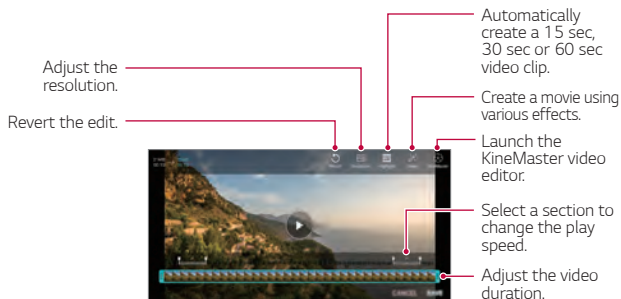 Automatically
create a 15 sec,
30 sec or 60 sec
video clip.
Adjust the
resolution.
Create a movie using
various effects.
Revert the edit.
Launch the
KineMaster video
editor.
Select a section to
change the play
speed.
Adjust the video
duration.
CANCEL SAVE